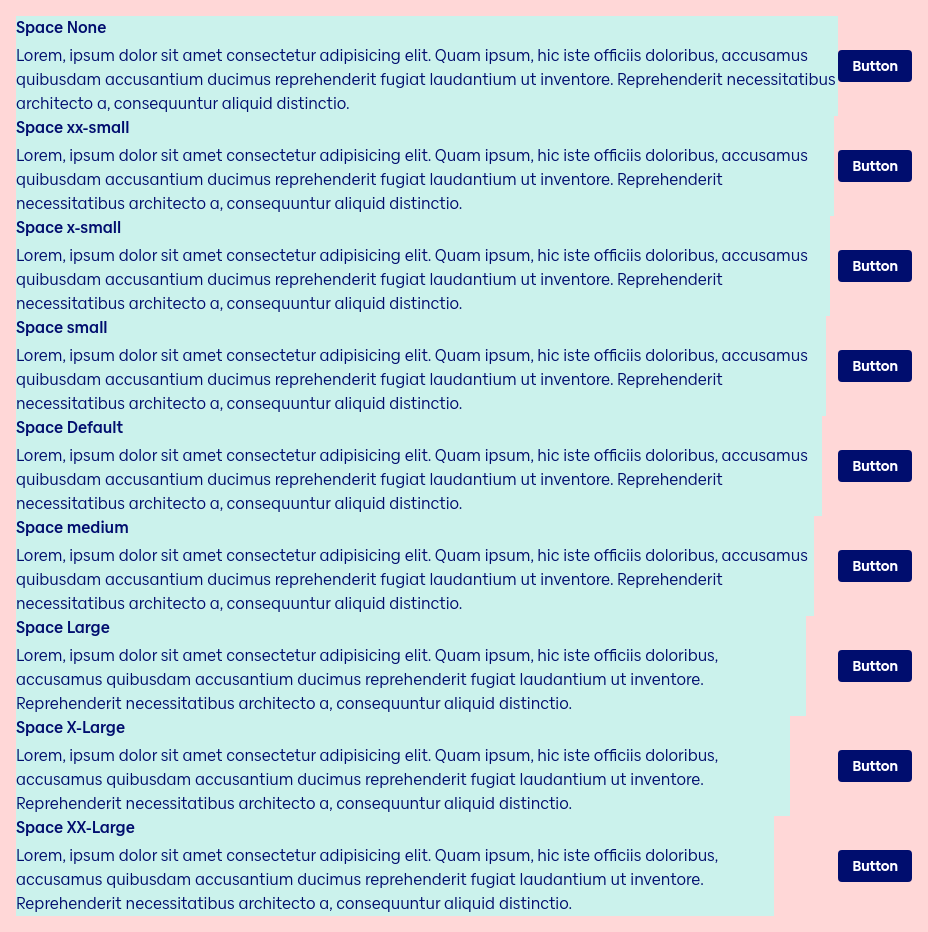 Space None
Lorem, ipsum dolor sit amet consectetur adipisicing elit. Quam ipsum, hic iste officiis doloribus, accusamus
quibusdam accusantium ducimus reprehenderit fugiat laudantium ut inventore. Reprehenderit necessitatibus
architecto a, consequuntur aliquid distinctio.
Button
Space xx-small
Lorem, ipsum dolor sit amet consectetur adipisicing elit. Quam ipsum, hic iste officiis doloribus, accusamus
quibusdam accusantium ducimus reprehenderit fugiat laudantium ut inventore. Reprehenderit
necessitatibus architecto a, consequuntur aliquid distinctio.
Button
Space x-small
Lorem, ipsum dolor sit amet consectetur adipisicing elit. Quam ipsum, hic iste officiis doloribus, accusamus
quibusdam accusantium ducimus reprehenderit fugiat laudantium ut inventore. Reprehenderit
necessitatibus architecto a, consequuntur aliquid distinctio.
Button
Space small
Lorem, ipsum dolor sit amet consectetur adipisicing elit. Quam ipsum, hic iste officiis doloribus, accusamus
quibusdam accusantium ducimus reprehenderit fugiat laudantium ut inventore. Reprehenderit
necessitatibus architecto a, consequuntur aliquid distinctio.
Button
Space Default
Lorem, ipsum dolor sit amet consectetur adipisicing elit. Quam ipsum, hic iste officiis doloribus, accusamus
quibusdam accusantium ducimus reprehenderit fugiat laudantium ut inventore. Reprehenderit
necessitatibus architecto a, consequuntur aliquid distinctio.
Button
Space medium
Lorem, ipsum dolor sit amet consectetur adipisicing elit. Quam ipsum, hic iste officiis doloribus, accusamus
quibusdam accusantium ducimus reprehenderit fugiat laudantium ut inventore. Reprehenderit
necessitatibus architecto a, consequuntur aliquid distinctio.
Button
Space Large
Lorem, ipsum dolor sit amet consectetur adipisicing elit. Quam ipsum, hic iste officiis doloribus,
accusamus quibusdam accusantium ducimus reprehenderit fugiat laudantium ut inventore.
Reprehenderit necessitatibus architecto a, consequuntur aliquid distinctio.
Button
Space X-Large
Lorem, ipsum dolor sit amet consectetur adipisicing elit. Quam ipsum, hic iste officiis doloribus,
accusamus quibusdam accusantium ducimus reprehenderit fugiat laudantium ut inventore.
Reprehenderit necessitatibus architecto a, consequuntur aliquid distinctio.
Button
Space XX-Large
Lorem, ipsum dolor sit amet consectetur adipisicing elit. Quam ipsum, hic iste officiis doloribus,
accusamus quibusdam accusantium ducimus reprehenderit fugiat laudantium ut inventore.
Reprehenderit necessitatibus architecto a, consequuntur aliquid distinctio.
Button